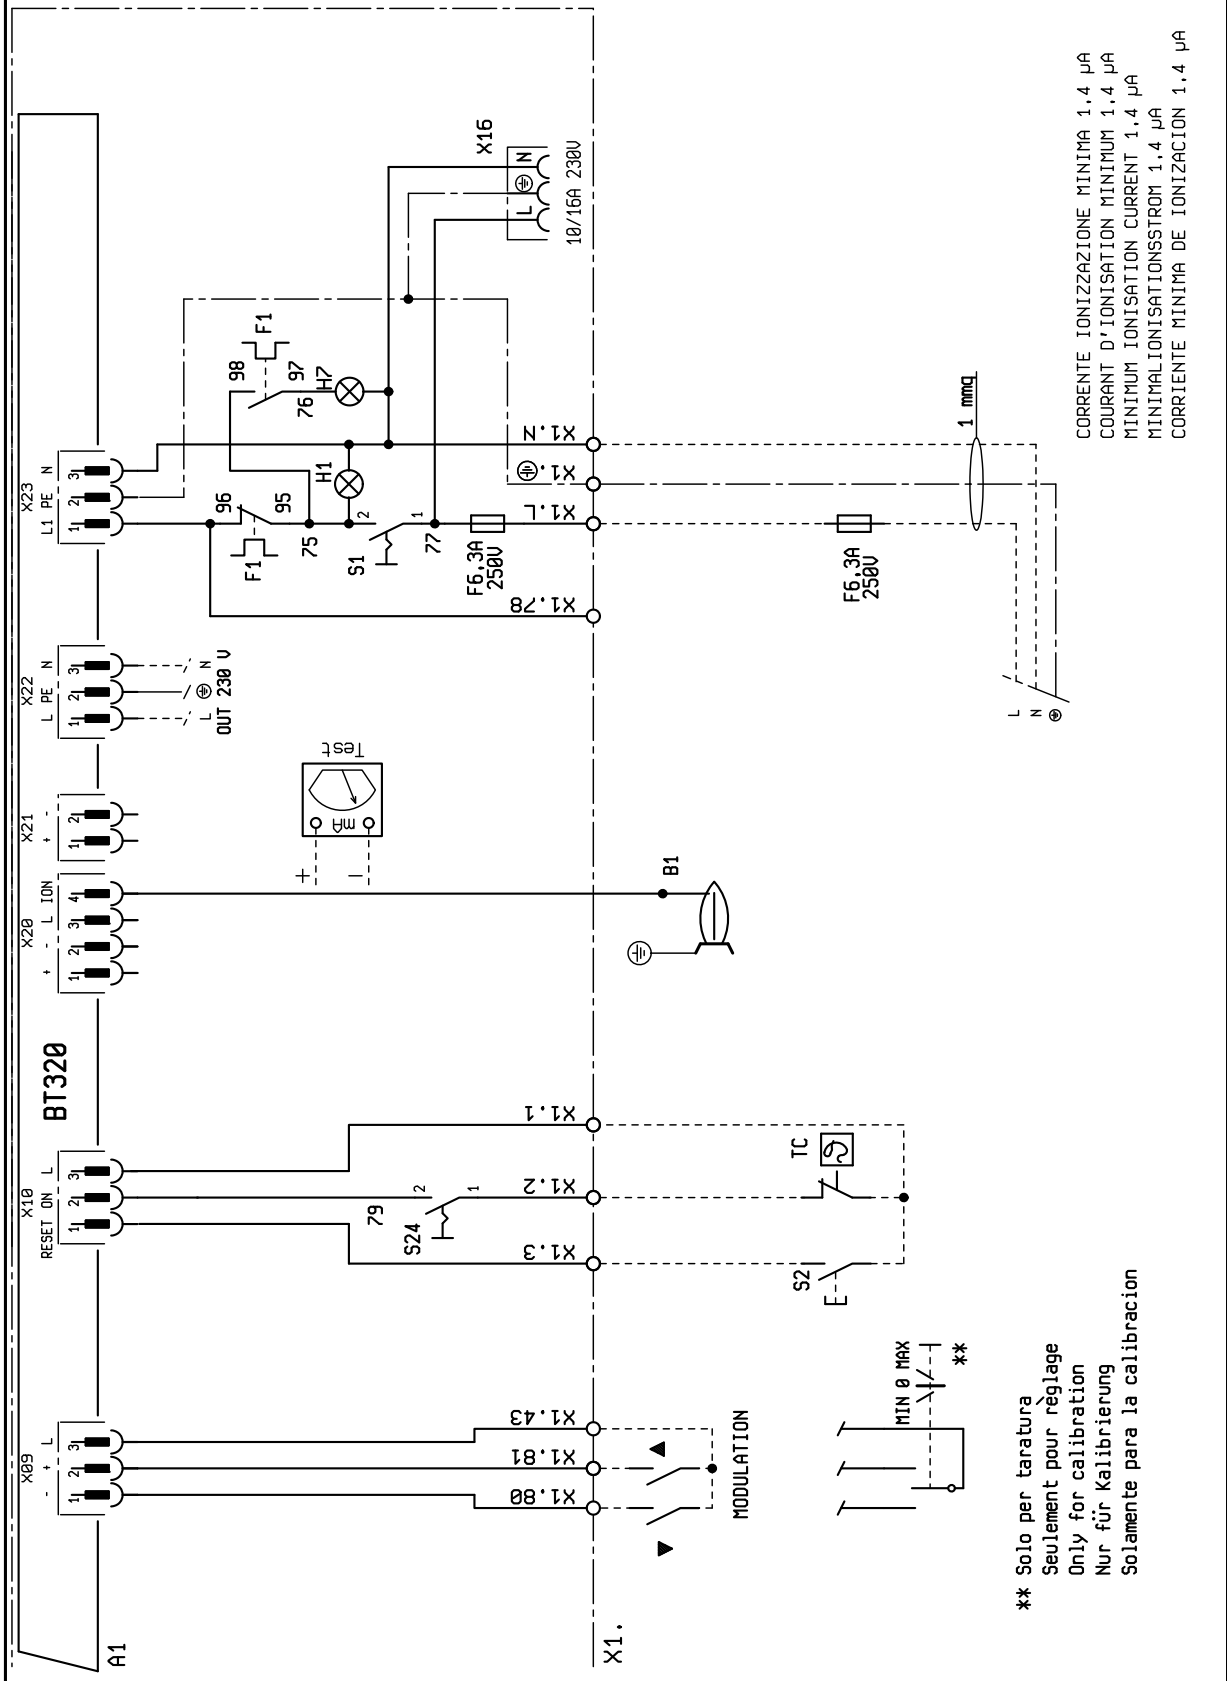 A1
BT320
X09
- + L
1 2 3
X10
RESET ON L
1 2 3
X20
+ - L ION
1 2 3 4
X21
+ -
1 2
X22
L PE N
1 2 3
L N
OUT 230 V
X23
L1 PE N
1 2 3
Test
mA
+ -
F1
96
95
75
98
97
F1
76
H7
H1
S1
2
1
77
F6,3A
250V
X16
L N
10/16A 230V
79
S24
2
1
X1.
X1.80
X1.81
X1.43
X1.3
X1.2
X1.1
X1.78
X1.L
X1.
X1.N
MODULATION
B1
S2
TC
F6,3A
250V
1 mmq
L
N
MIN 0 MAX
**
** Solo per taratura
Seulement pour règlage
Only for calibration
Nur für Kalibrierung
Solamente para la calibracion
CORRENTE IONIZZAZIONE MINIMA 1,4 µA
COURANT D'IONISATION MINIMUM 1,4 µA
MINIMUM IONISATION CURRENT 1,4 µA
MINIMALIONISATIONSSTROM 1,4 µA
CORRIENTE MINIMA DE IONIZACION 1,4 µA